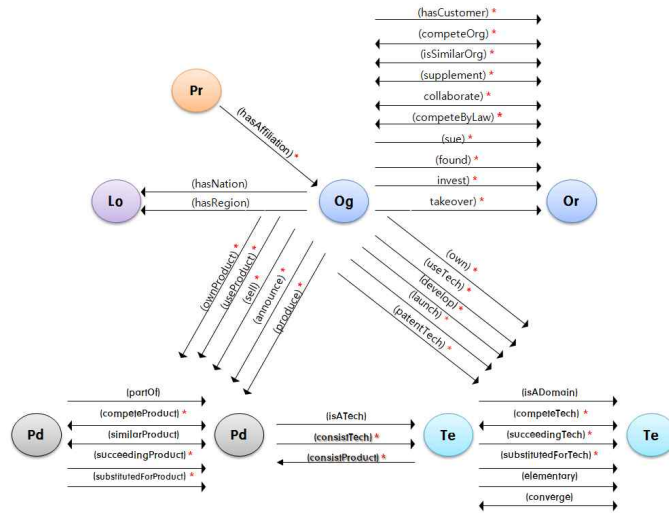 (hasCustomer) *
(competeOrg) *
(isSimilarOrg) *
(supplement) *
collaborate) *
(competeByLaw) *
(sue) *
(found) *
invest) *
takeover) *
Pr
(hasAffiliation) *
Lo
(hasNation)
(hasRegion)
Og
Or
(ownProduct) *
(useProduct) *
(sell) *
(announce) *
(produce) *
(own) *
(useTech) *
(develop) *
(launch) *
(patentTech) *
Pd
(partOf)
(competeProduct) *
(similarProduct)
(succeedingProduct) *
(substitutedForProduct) *
Pd
(isATech)
(consistTech) *
(consistProduct) *
Te
(isADomain)
(competeTech) *
(succeedingTech) *
(substitutedForTech) *
(elementary)
(converge)
Te